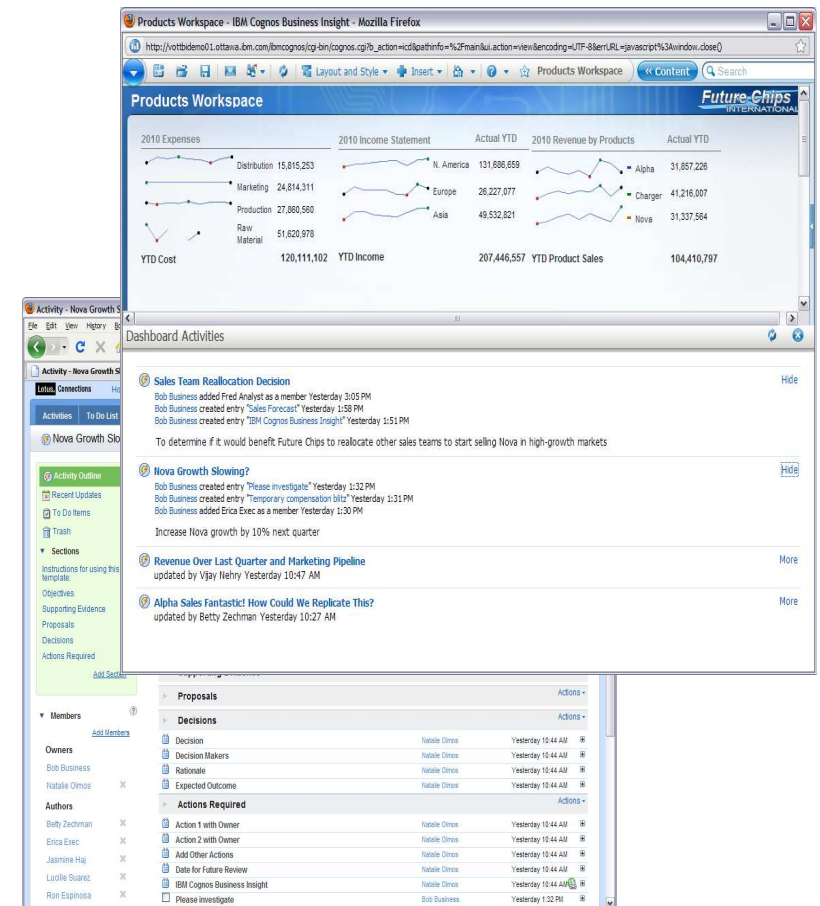 Products Workspace - IBM Cognos Business Insight - Mozilla Firefox
http://vottbidemo01.ottawa.ibm.com/ibmcognos/cgi-bin/cognos.cgi?b_action=icd&pathinfo=%2Fmain&ui.action=view&encoding=UTF-8&errURL=javascript%3Awindow.close()
Layout and Style Insert Products Workspace « Content Search
Products Workspace Future Chips
INTERNATIONAL
2010 Expenses
Distribution 15,815,253
Marketing 24,814,311
Production 27,860,560
Raw Material 51,620,978
YTD Cost 120,111,102
2010 Income Statement Actual YTD
N. America 131,686,659
Europe 26,227,077
Asia 49,532,821
YTD Income 207,446,557
2010 Revenue by Products Actual YTD
Alpha 31,857,226
Charger 41,216,007
Nova 31,337,564
YTD Product Sales 104,410,797
Dashboard Activities
Sales Team Reallocation Decision Hide
Bob Business added Fred Analyst as a member Yesterday 3:05 PM
Bob Business created entry "Sales Forecast" Yesterday 1:58 PM
Bob Business created entry "IBM Cognos Business Insight" Yesterday 1:51 PM
To determine if it would benefit Future Chips to reallocate other sales teams to start selling Nova in high-growth markets
Nova Growth Slowing? Hide
Bob Business created entry "Please investigate" Yesterday 1:32 PM
Bob Business created entry "Temporary compensation blitz" Yesterday 1:31 PM
Bob Business added Erica Exec as a member Yesterday 1:30 PM
Increase Nova growth by 10% next quarter
Revenue Over Last Quarter and Marketing Pipeline More
updated by Vijay Nehry Yesterday 10:47 AM
Alpha Sales Fantastic! How Could We Replicate This? More
updated by Betty Zechman Yesterday 10:27 AM
Activity - Nova Growth S
File Edit View History
Activity - Nova Growth Sl
Lotus. Connections
Activities To Do List
Nova Growth Slo
Activity Outline
Recent Updates
To Do Items
Trash
Sections
Instructions for using this
template:
Objectives
Supporting Evidence
Proposals
Decisions
Actions Required
Add Section
Members
Add Members
Owners
Bob Business
Natalie Olmos
Authors
Betty Zechman
Erica Exec
Jasmine Haj
Lucille Suarez
Ron Espinosa
Proposals Actions
Decisions Actions
Decision Natalie Olmos Yesterday 10:44 AM
Decision Makers Natalie Olmos Yesterday 10:44 AM
Rationale Natalie Olmos Yesterday 10:44 AM
Expected Outcome Natalie Olmos Yesterday 10:44 AM
Actions Required Actions
Action 1 with Owner Natalie Olmos Yesterday 10:44 AM
Action 2 with Owner Natalie Olmos Yesterday 10:44 AM
Add Other Actions Natalie Olmos Yesterday 10:44 AM
Date for Future Review Natalie Olmos Yesterday 10:44 AM
IBM Cognos Business Insight Natalie Olmos Yesterday 10:44 AM
Please investigate Bob Business Yesterday 1:32 PM